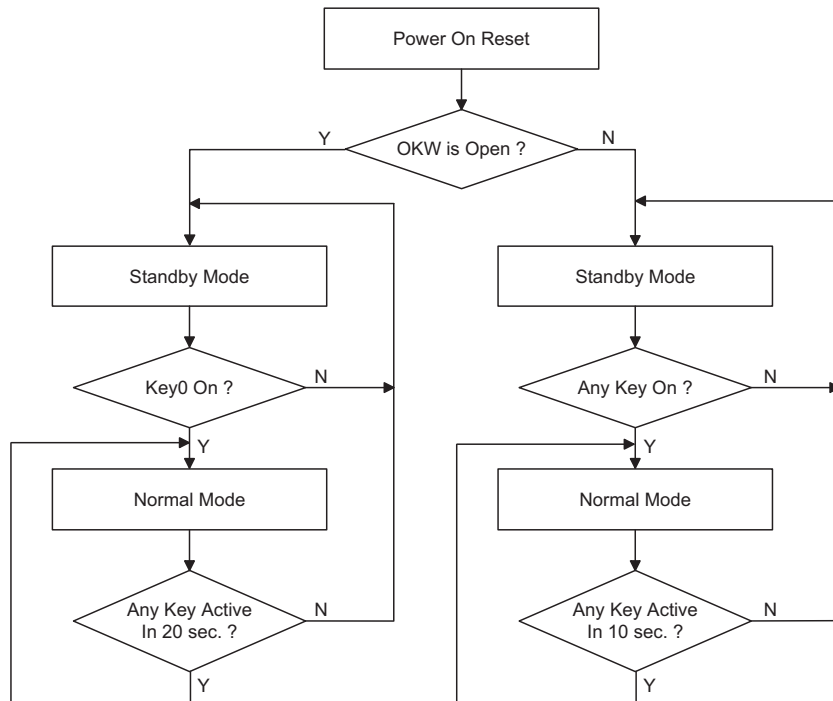 Power On Reset
OKW is Open ?
Y
N
Standby Mode
Standby Mode
Key0 On ?
N
Any Key On ?
N
Y
Y
Normal Mode
Normal Mode
Any Key Active
In 20 sec. ?
N
Any Key Active
In 10 sec. ?
N
Y
Y